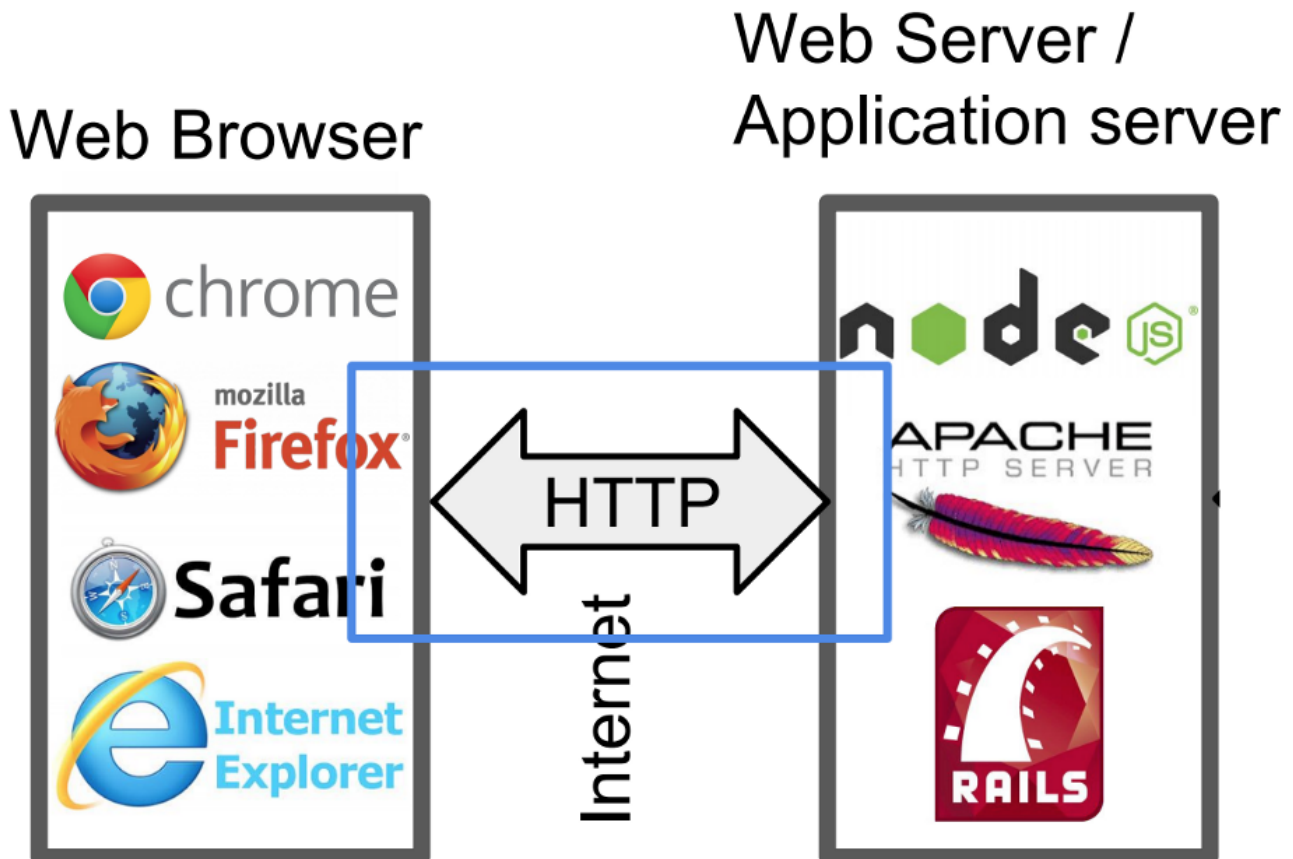 Web Browser
Web Server /
Application server
chrome
mozilla
Firefox
Safari
Internet
Explorer
HTTP
Internet
node JS®
APACHE
HTTP SERVER
RAILS